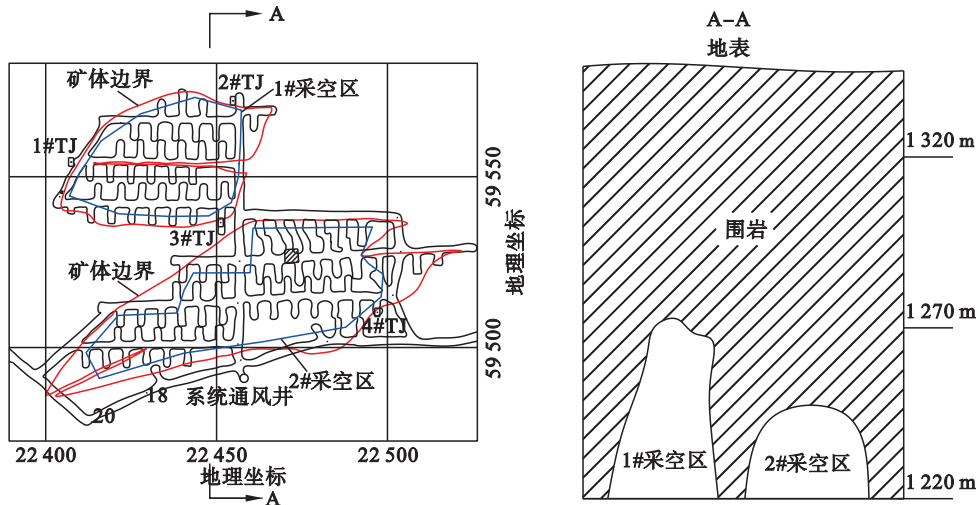 A
矿体边界
2#TJ
1#采空区
1#TJ
59 550
3#TJ
地理坐标
矿体边界
4#TJ
59 500
2#采空区
18
系统通风井
20
22 400
22 450
22 500
地理坐标
A
A-A
地表
1 320 m
围岩
1 270 m
1#采空区
2#采空区
1 220 m